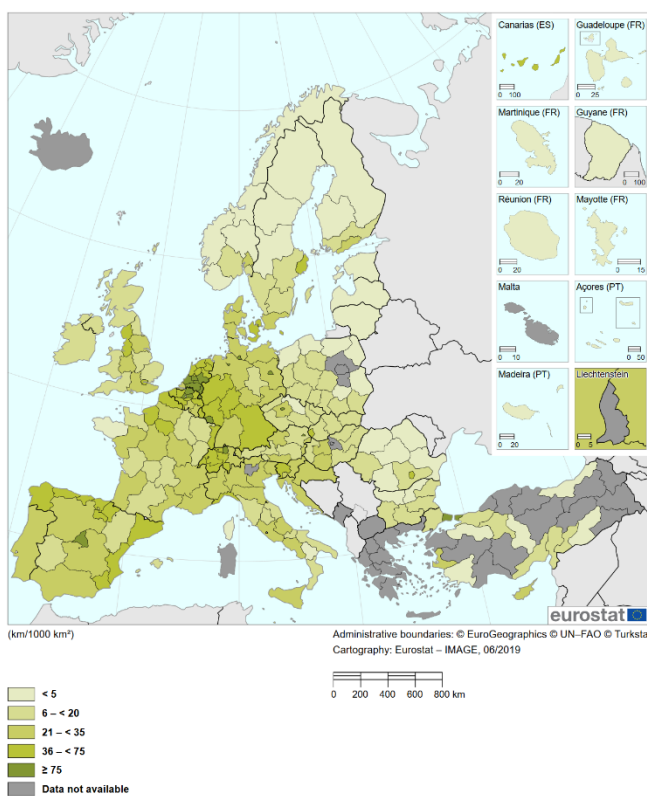 Canarias (ES)
0 100
Guadeloupe (FR)
0 25
Martinique (FR)
0 20
Guyane (FR)
0 100
Réunion (FR)
0 20
Mayotte (FR)
0 3 15
Malta
0 10
Açores (PT)
0 50
Madeira (PT)
0 20
Liechtenstein
0 5
eurostat
(km/1000 km²)
Administrative boundaries: © EuroGeographics © UN–FAO © Turksta
Cartography: Eurostat – IMAGE, 06/2019
0 200 400 600 800 km
< 5
6 – < 20
21 – < 35
36 – < 75
≥ 75
Data not available